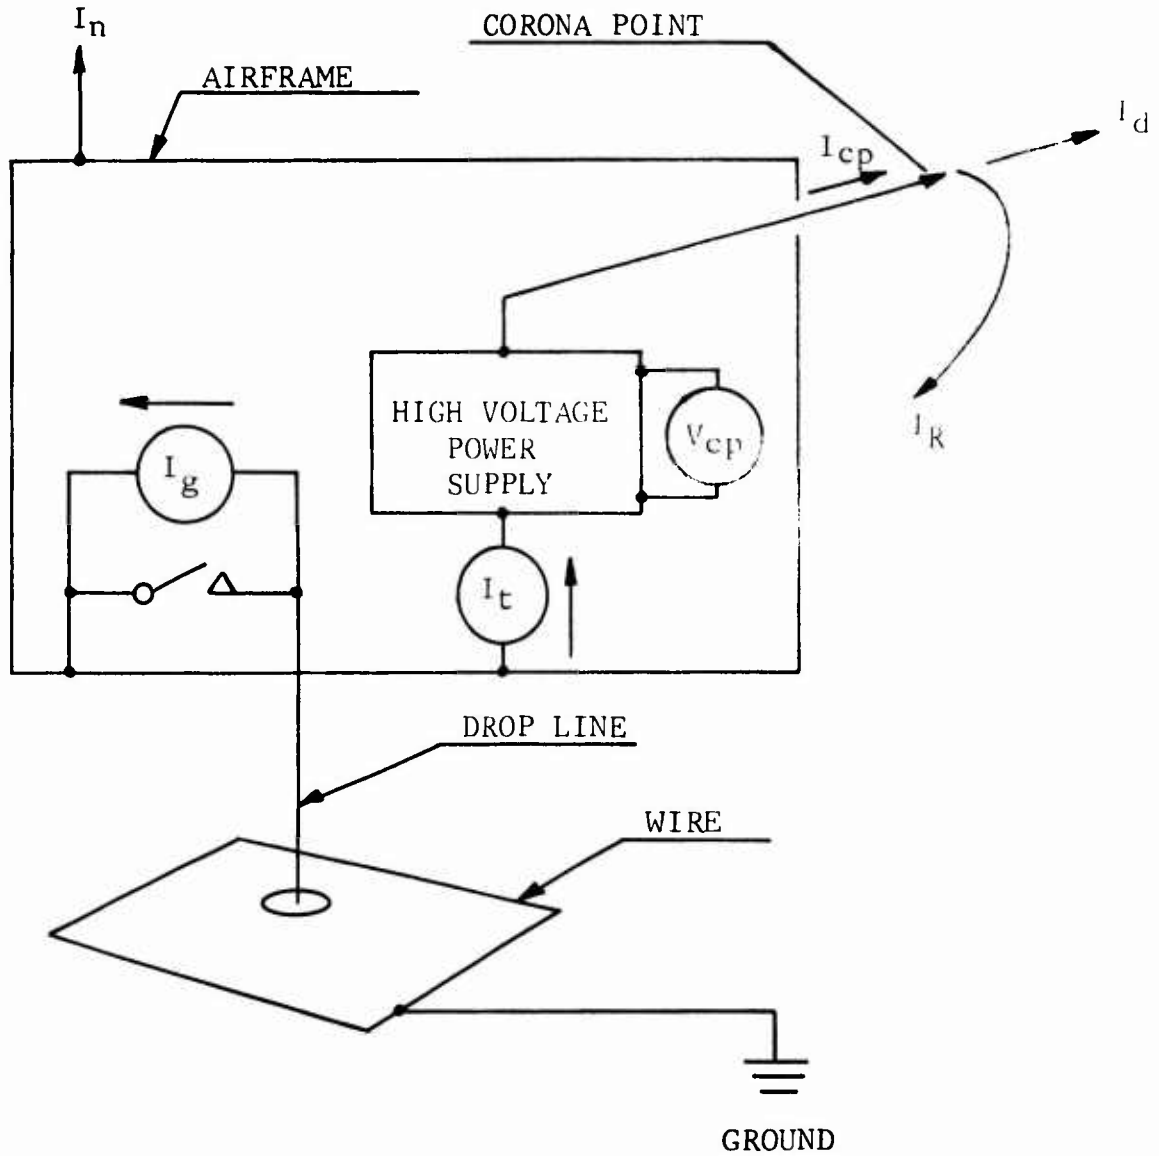 In
CORONA POINT
AIRFRAME
Id
Icp
HIGH VOLTAGE
POWER
SUPPLY
Vcp
IR
Ig
It
DROP LINE
WIRE
GROUND